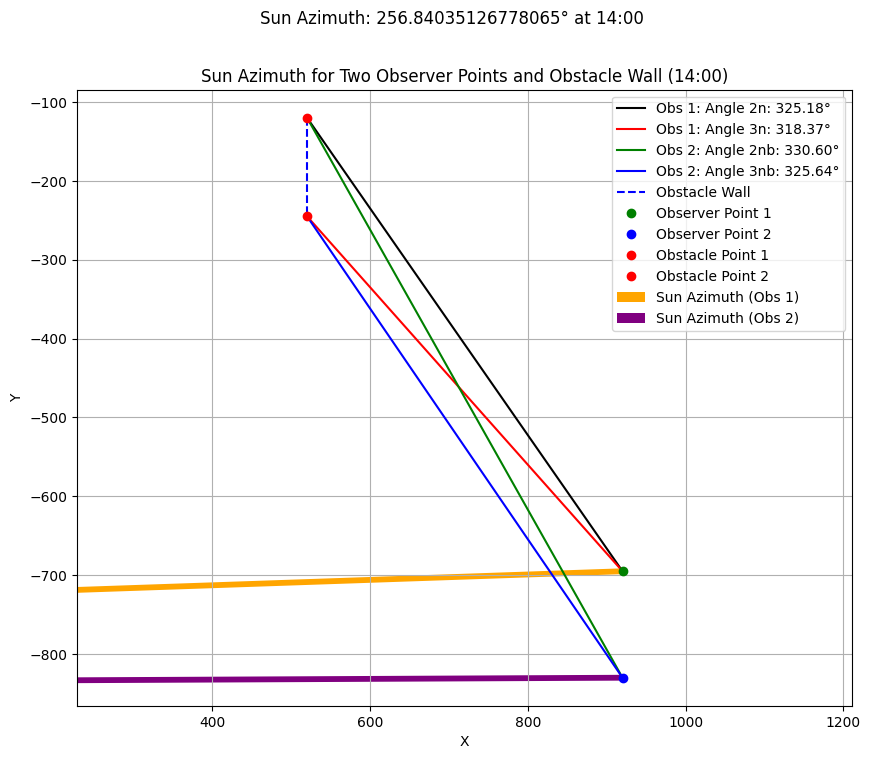 Sun Azimuth: 256.84035126778065° at 14:00
Sun Azimuth for Two Observer Points and Obstacle Wall (14:00)
Obs 1: Angle 2n: 325.18°
Obs 1: Angle 3n: 318.37°
Obs 2: Angle 2nb: 330.60°
Obs 2: Angle 3nb: 325.64°
Obstacle Wall
Observer Point 1
Observer Point 2
Obstacle Point 1
Obstacle Point 2
Sun Azimuth (Obs 1)
Sun Azimuth (Obs 2)
−100
−200
−300
−400
−500
−600
−700
−800
Y
400
600
800
1000
1200
X